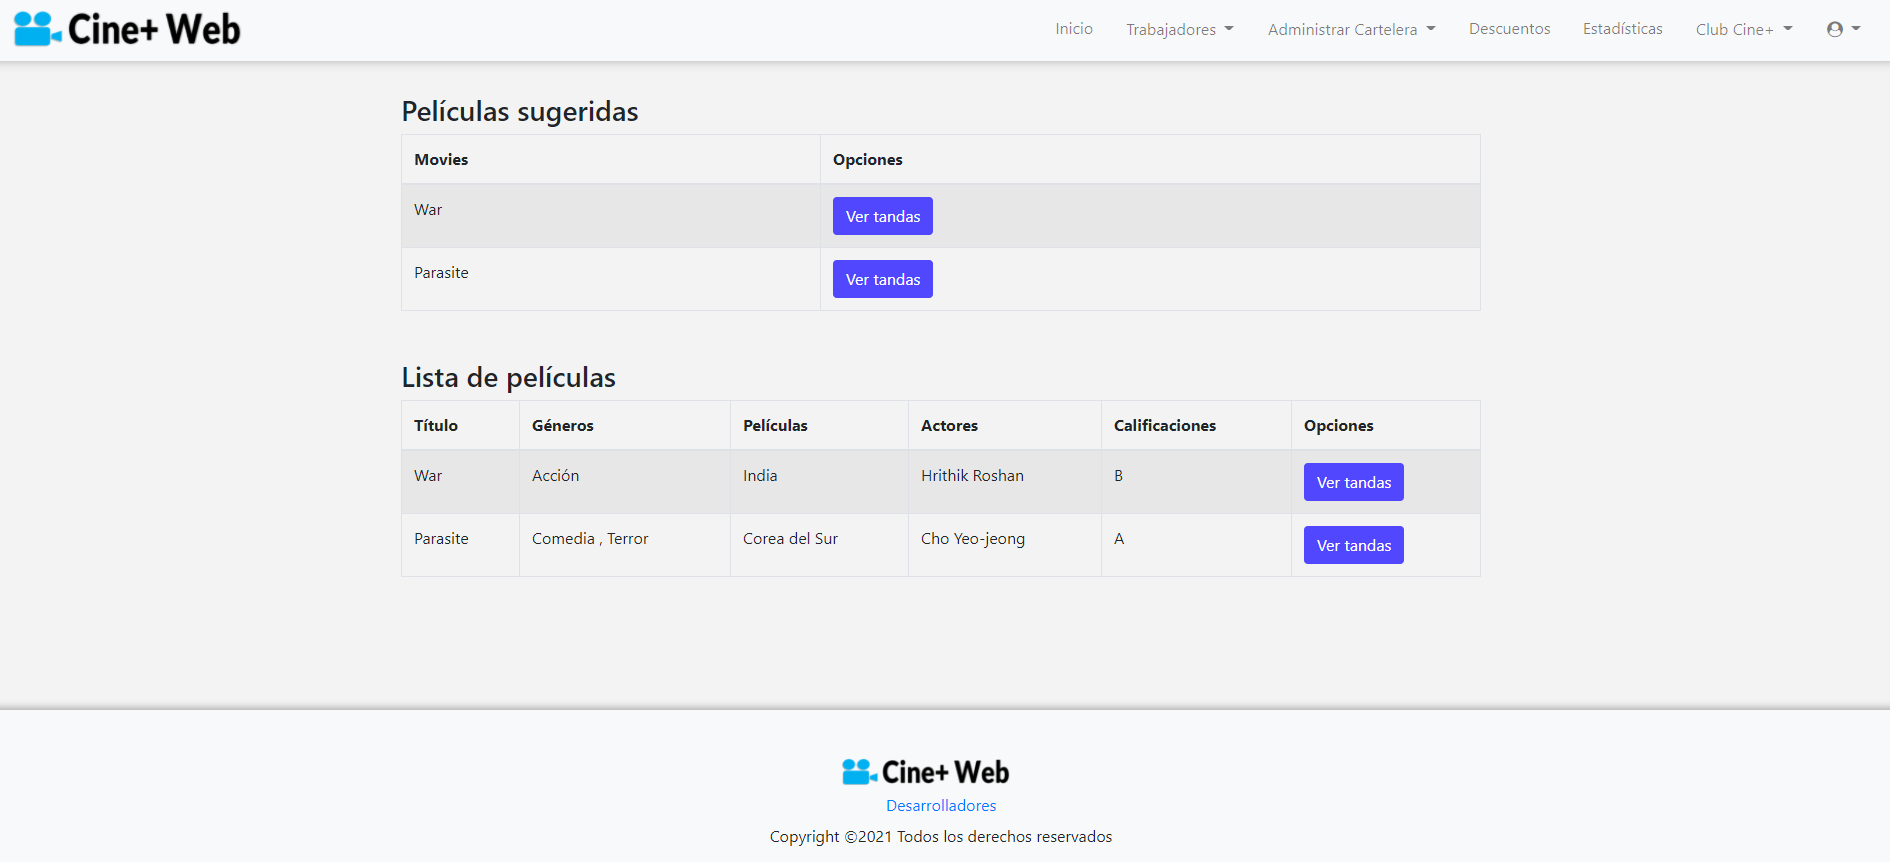 Cine+ Web
Inicio Trabajadores Administrar Cartelera Descuentos Estadísticas Club Cine+
Películas sugeridas
Movies Opciones
War Ver tandas
Parasite Ver tandas
Lista de películas
Título Géneros Películas Actores Calificaciones Opciones
War Acción India Hrithik Roshan B Ver tandas
Parasite Comedia , Terror Corea del Sur Cho Yeo-jeong A Ver tandas
Cine+ Web
Desarrolladores
Copyright ©2021 Todos los derechos reservados